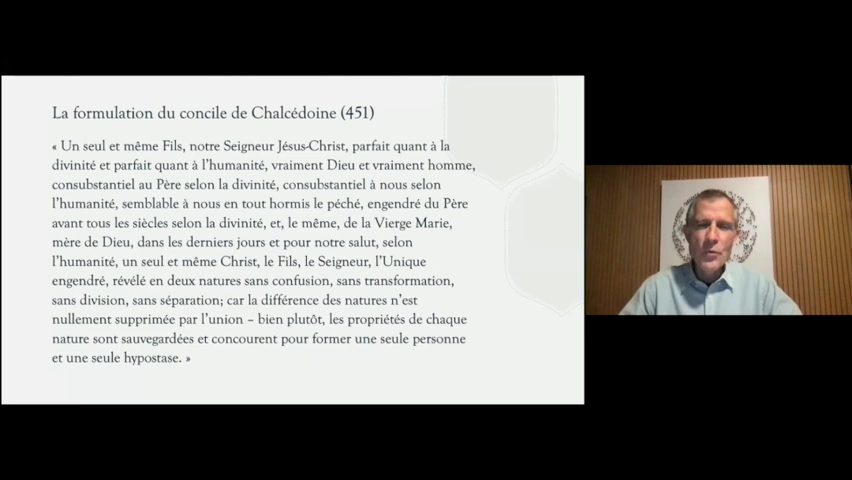 La formulation du concile de Chalcédoine (451)
« Un seul et même Fils, notre Seigneur Jésus-Christ, parfait quant à la
divinité et parfait quant à l’humanité, vraiment Dieu et vraiment homme,
consubstantiel au Père selon la divinité, consubstantiel à nous selon
l’humanité, semblable à nous en tout hormis le péché, engendré du Père
avant tous les siècles selon la divinité, et, le même, de la Vierge Marie,
mère de Dieu, dans les derniers jours et pour notre salut, selon
l’humanité, un seul et même Christ, le Fils, le Seigneur, l’Unique
engendré, révélé en deux natures sans confusion, sans transformation,
sans division, sans séparation; car la différence des natures n’est
nullement supprimée par l’union – bien plutôt, les propriétés de chaque
nature sont sauvegardées et concourent pour former une seule personne
et une seule hypostase. »